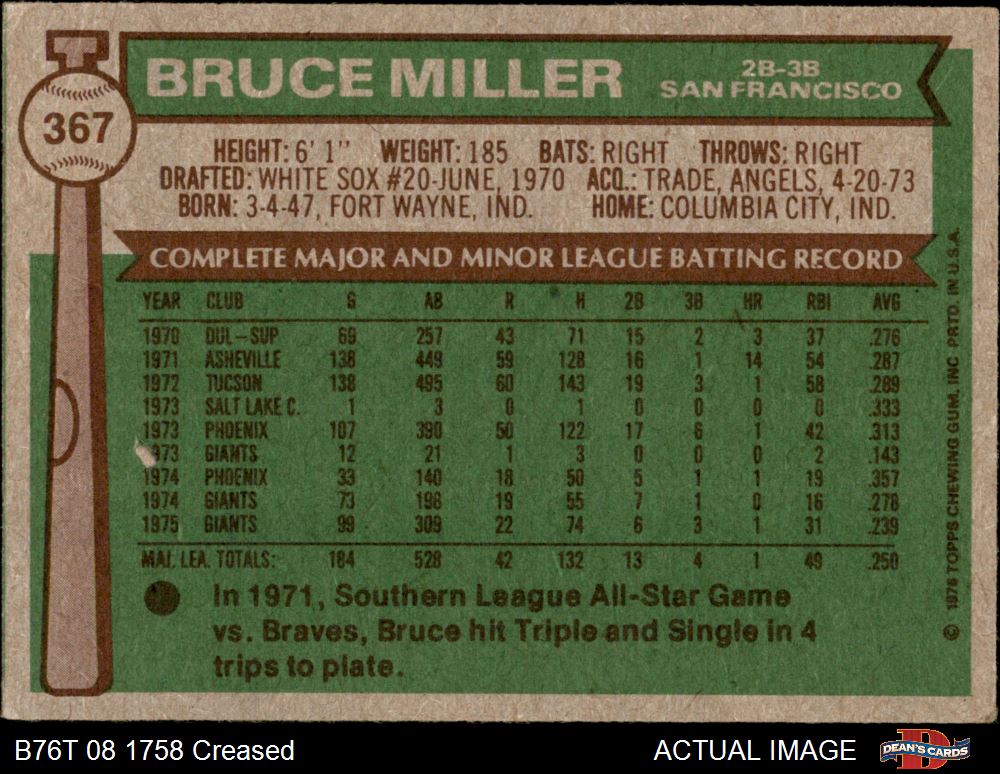 367
BRUCE MILLER
2B-3B
SAN FRANCISCO
HEIGHT: 6' 1" WEIGHT: 185 BATS: RIGHT THROWS: RIGHT
DRAFTED: WHITE SOX #20-JUNE, 1970 ACQ.: TRADE, ANGELS, 4-20-73
BORN: 3-4-47, FORT WAYNE, IND. HOME: COLUMBIA CITY, IND.
COMPLETE MAJOR AND MINOR LEAGUE BATTING RECORD
YEAR CLUB G AB R H 2B 3B HR RBI AVG
1970 DUL-SUP 69 257 43 71 15 2 3 37 .276
1971 ASHEVILLE 138 449 59 128 16 1 14 54 .287
1972 TUCSON 138 495 60 143 19 3 1 58 .289
1973 SALT LAKE C. 1 3 0 1 0 0 0 0 .333
1973 PHOENIX 107 390 50 122 17 6 1 42 .313
973 GIANTS 12 21 1 3 0 0 0 2 .143
1974 PHOENIX 33 140 18 50 5 1 1 19 .357
1974 GIANTS 73 198 19 55 7 1 0 16 .278
1975 GIANTS 99 309 22 74 6 3 1 31 .239
MAJ. LEA. TOTALS: 184 528 42 132 13 4 1 49 .250
In 1971, Southern League All-Star Game
vs. Braves, Bruce hit Triple and Single in 4
trips to plate.
© 1976 TOPPS CHEWING GUM, INC. PRTD. IN U.S.A.
B76T 08 1758 Creased
ACTUAL IMAGE
DEAN'S CARDS